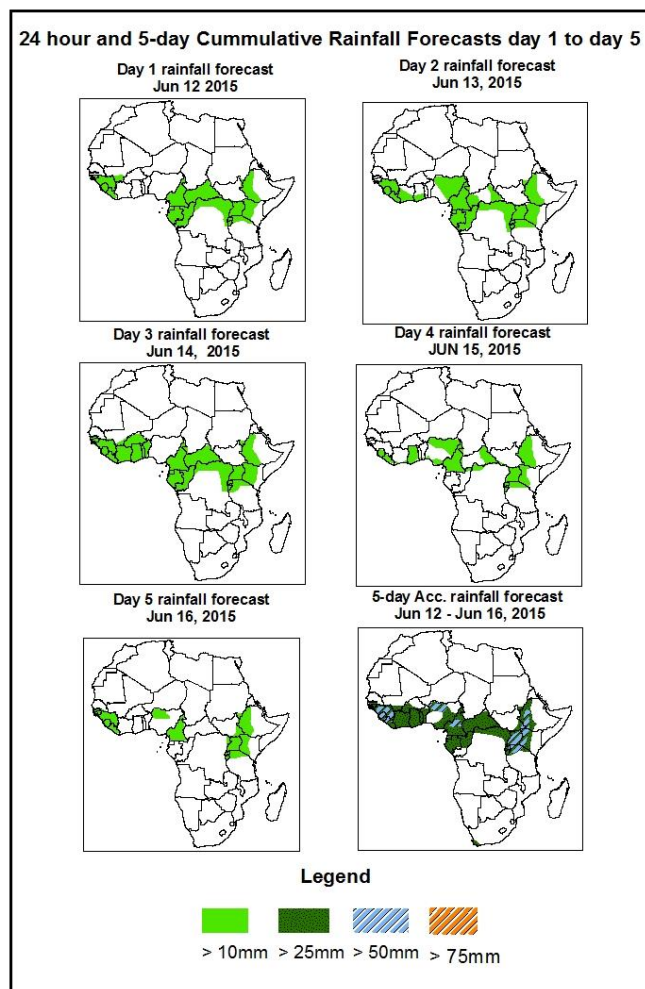 24 hour and 5-day Cummulative Rainfall Forecasts day 1 to day 5
Day 1 rainfall forecast
Jun 12 2015
Day 2 rainfall forecast
Jun 13, 2015
Day 3 rainfall forecast
Jun 14, 2015
Day 4 rainfall forecast
JUN 15, 2015
Day 5 rainfall forecast
Jun 16, 2015
5-day Acc. rainfall forecast
Jun 12 - Jun 16, 2015
Legend
> 10mm > 25mm > 50mm > 75mm